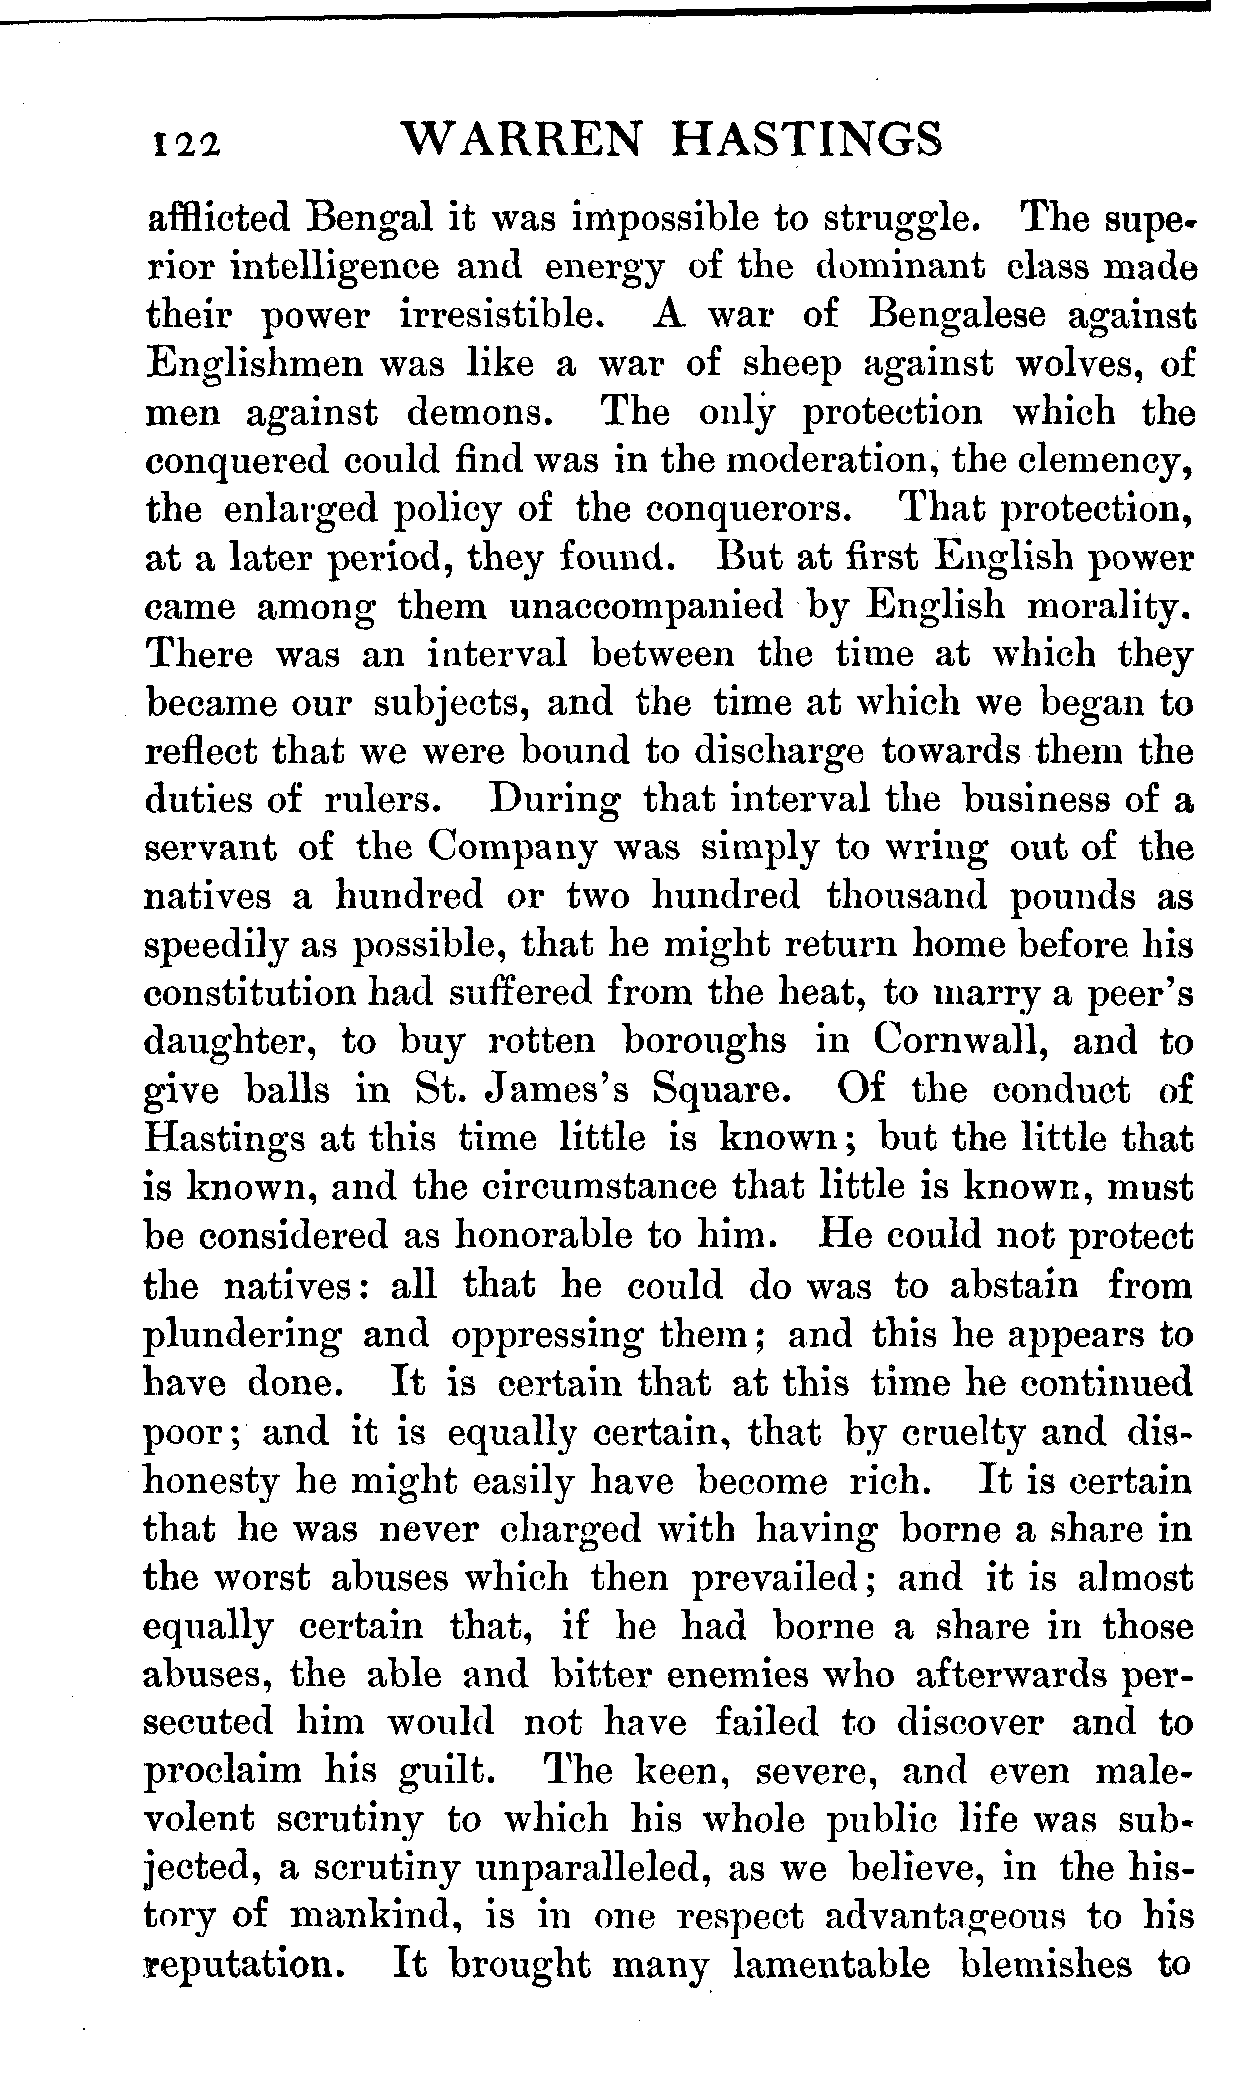 122 WARREN HASTINGS
afflicted Bengal it was impossible to struggle. The supe-
rior intelligence and energy of the dominant class made
their power irresistible. A war of Bengalese against
Englishmen was like a war of sheep against wolves, of
men against demons. The only protection which the
conquered could find was in the moderation, the clemency,
the enlarged policy of the conquerors. That protection,
at a later period, they found. But at first English power
came among them unaccompanied by English morality.
There was an interval between the time at which they
became our subjects, and the time at which we began to
reflect that we were bound to discharge towards them the
duties of rulers. During that interval the business of a
servant of the Company was simply to wring out of the
natives a hundred or two hundred thousand pounds as
speedily as possible, that he might return home before his
constitution had suffered from the heat, to marry a peer's
daughter, to buy rotten boroughs in Cornwall, and to
give balls in St. James's Square. Of the conduct of
Hastings at this time little is known; but the little that
is known, and the circumstance that little is known, must
be considered as honorable to him. He could not protect
the natives: all that he could do was to abstain from
plundering and oppressing them; and this he appears to
have done. It is certain that at this time he continued
poor; and it is equally certain, that by cruelty and dis-
honesty he might easily have become rich. It is certain
that he was never charged with having borne a share in
the worst abuses which then prevailed; and it is almost
equally certain that, if he had borne a share in those
abuses, the able and bitter enemies who afterwards per-
secuted him would not have failed to discover and to
proclaim his guilt. The keen, severe, and even male-
volent scrutiny to which his whole public life was sub-
jected, a scrutiny unparalleled, as we believe, in the his-
tory of mankind, is in one respect advantageous to his
reputation. It brought many lamentable blemishes to